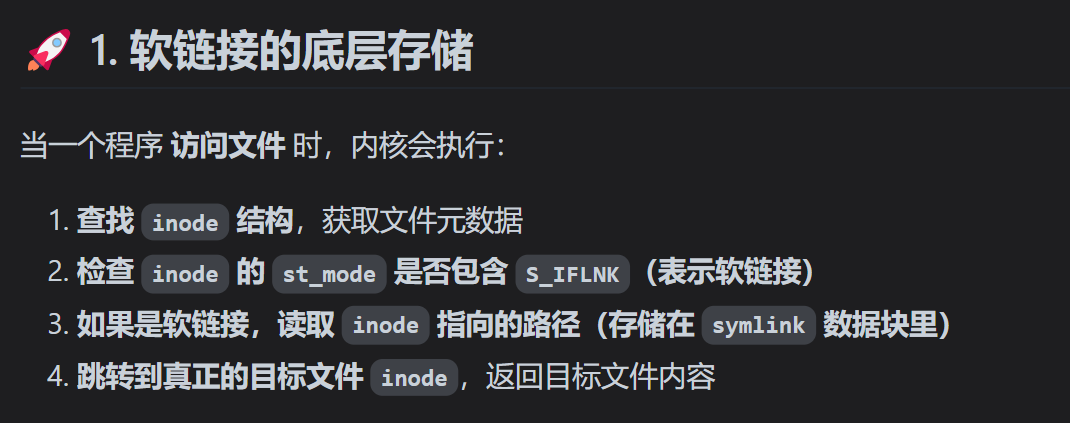 🚀 1. 软链接的底层存储
当一个程序 访问文件 时，内核会执行：
1. 查找 inode 结构，获取文件元数据
2. 检查 inode 的 st_mode 是否包含 S_IFLNK（表示软链接）
3. 如果是软链接，读取 inode 指向的路径（存储在 symlink 数据块里）
4. 跳转到真正的目标文件 inode，返回目标文件内容